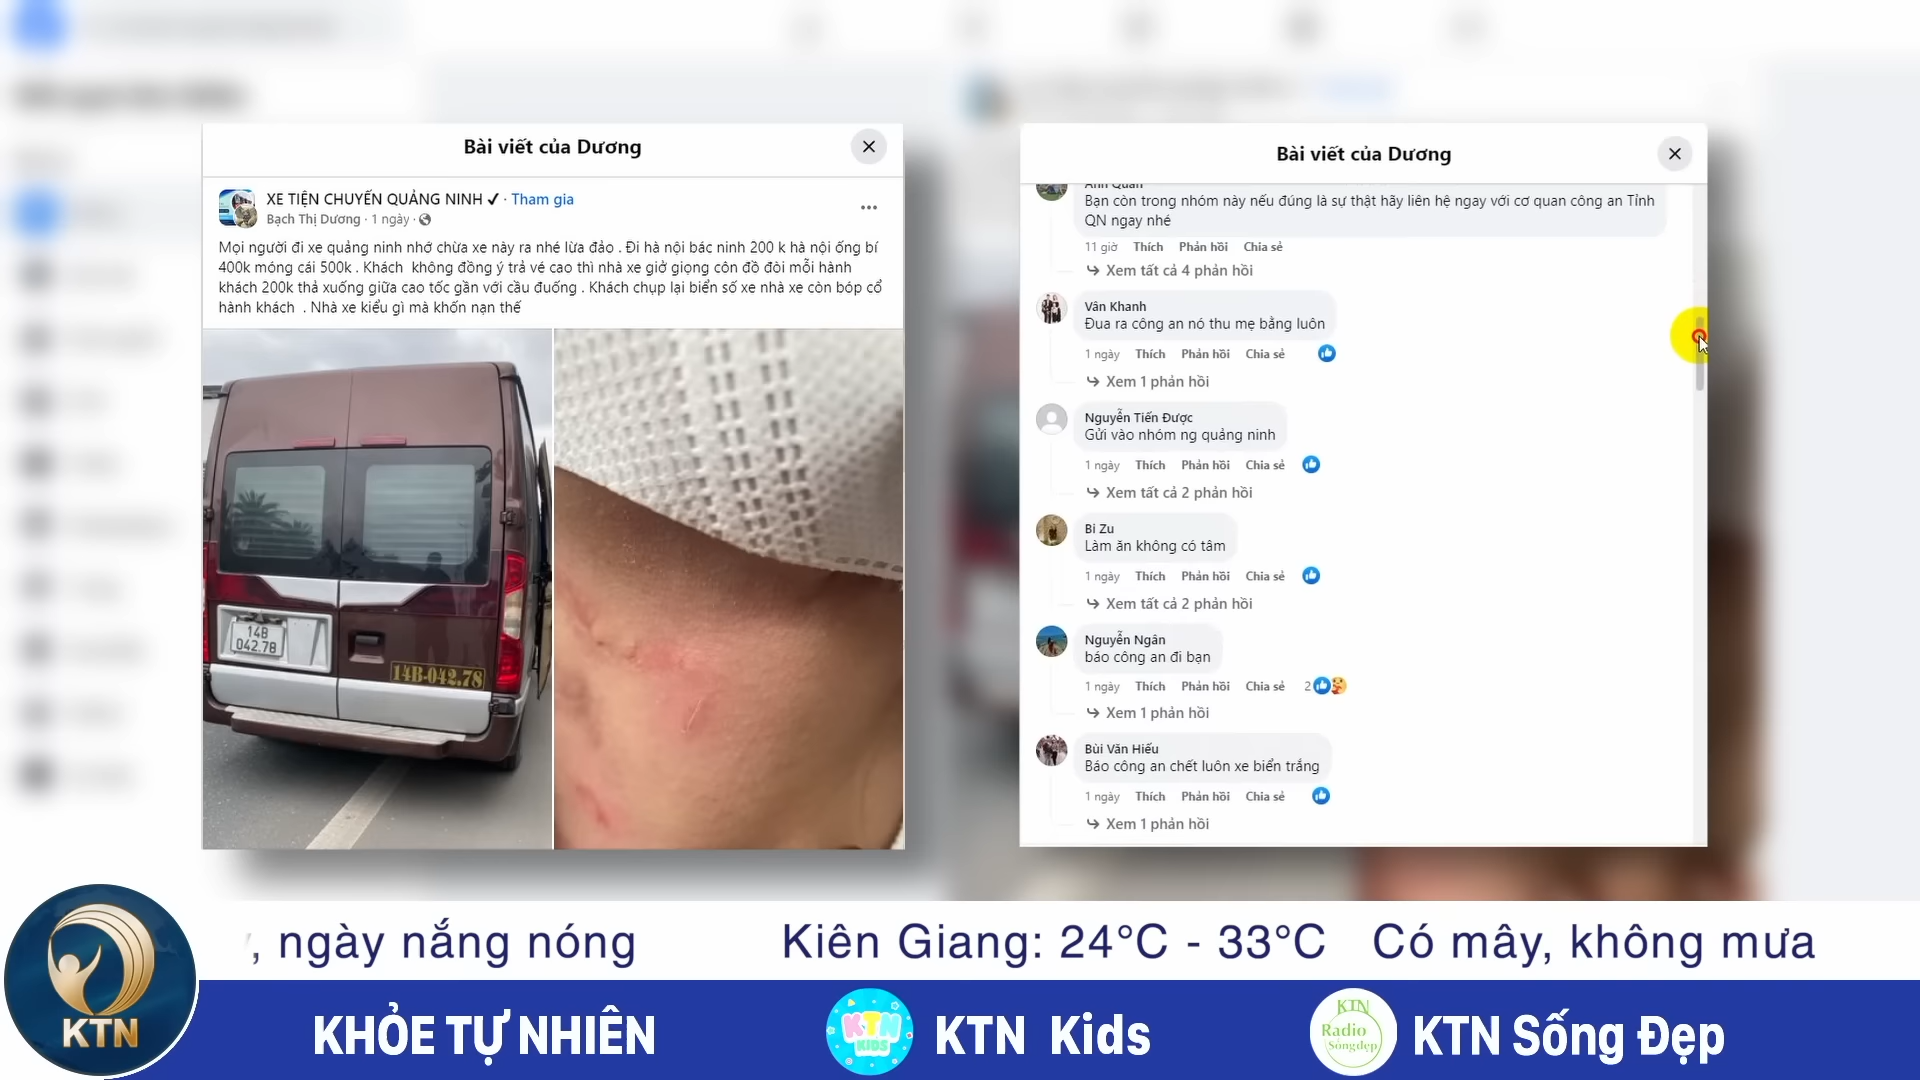 Bài viết của Dương
XE TIỆN CHUYẾN QUẢNG NINH ✓ · Tham gia
Bạch Thị Dương · 1 ngày ·
Mọi người đi xe quảng ninh nhớ chừa xe này ra nhé lừa đảo . Đi hà nội bác ninh 200 k hà nội ống bí
400k móng cái 500k . Khách không đồng ý trả vé cao thì nhà xe giở giọng côn đồ đòi mỗi hành
khách 200k thả xuống giữa cao tốc gần với cầu đuống . Khách chụp lại biển số xe nhà xe còn bóp cổ
hành khách . Nhà xe kiểu gì mà khốn nạn thế
14B
042.78
14B-042.78
Bài viết của Dương
Anh Quân
Bạn còn trong nhóm này nếu đúng là sự thật hãy liên hệ ngay với cơ quan công an Tỉnh
QN ngay nhé
11 giờ Thích Phản hồi Chia sẻ
Xem tất cả 4 phản hồi
Vân Khanh
Đua ra công an nó thu mẹ bằng luôn
1 ngày Thích Phản hồi Chia sẻ
Xem 1 phản hồi
Nguyễn Tiến Được
Gửi vào nhóm ng quảng ninh
1 ngày Thích Phản hồi Chia sẻ
Xem tất cả 2 phản hồi
Bi Zu
Làm ăn không có tâm
1 ngày Thích Phản hồi Chia sẻ
Xem tất cả 2 phản hồi
Nguyễn Ngân
báo công an đi bạn
1 ngày Thích Phản hồi Chia sẻ 2
Xem 1 phản hồi
Bùi Văn Hiếu
Báo công an chết luôn xe biển trắng
1 ngày Thích Phản hồi Chia sẻ
Xem 1 phản hồi
, ngày nắng nóng Kiên Giang: 24°C - 33°C Có mây, không mưa
KTN
KHỎE TỰ NHIÊN
KTN
KIDS
KTN Kids
KTN
Radio
Sốngđẹp
KTN Sống Đẹp